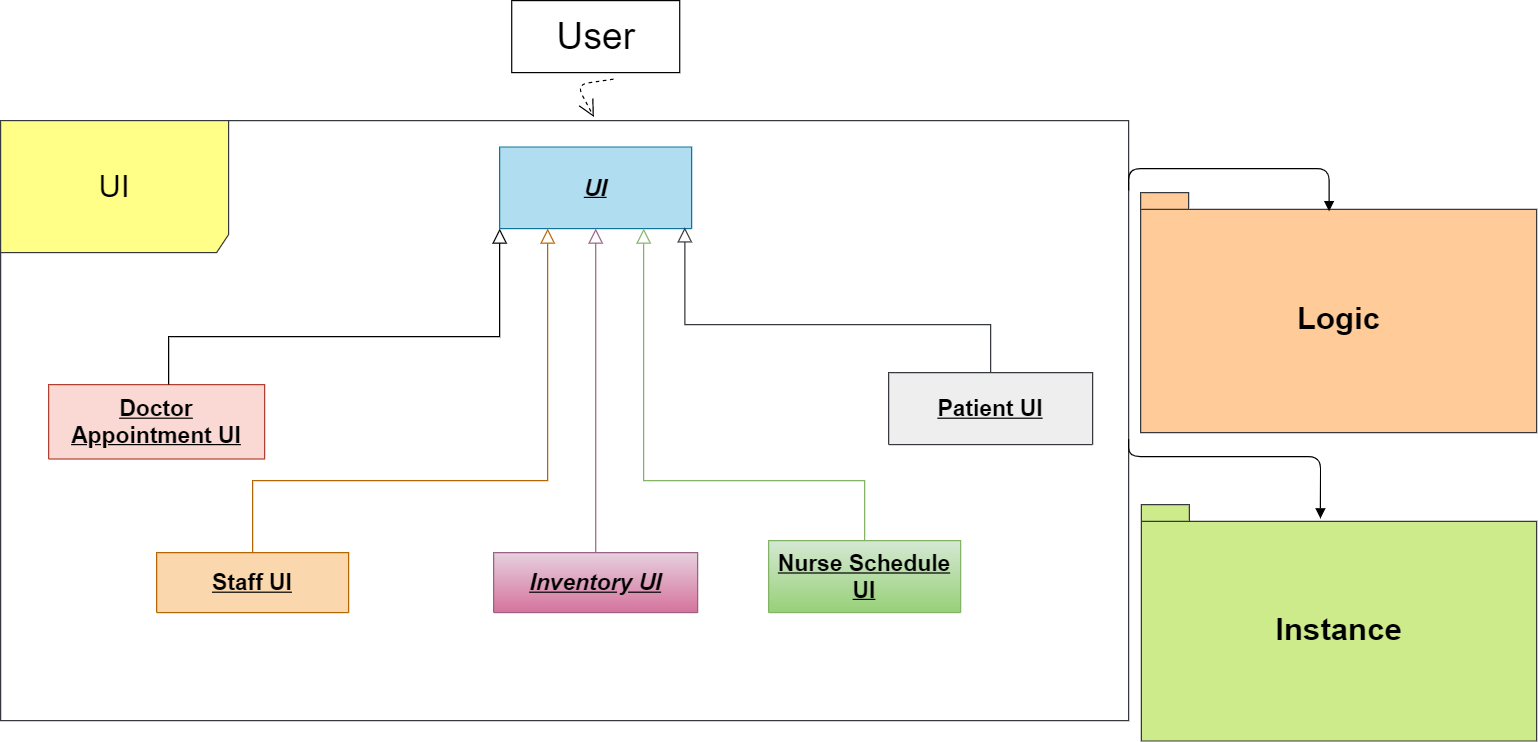 User
UI
UI
Logic
Doctor
Appointment UI
Patient UI
Staff UI
Inventory UI
Nurse Schedule
UI
Instance